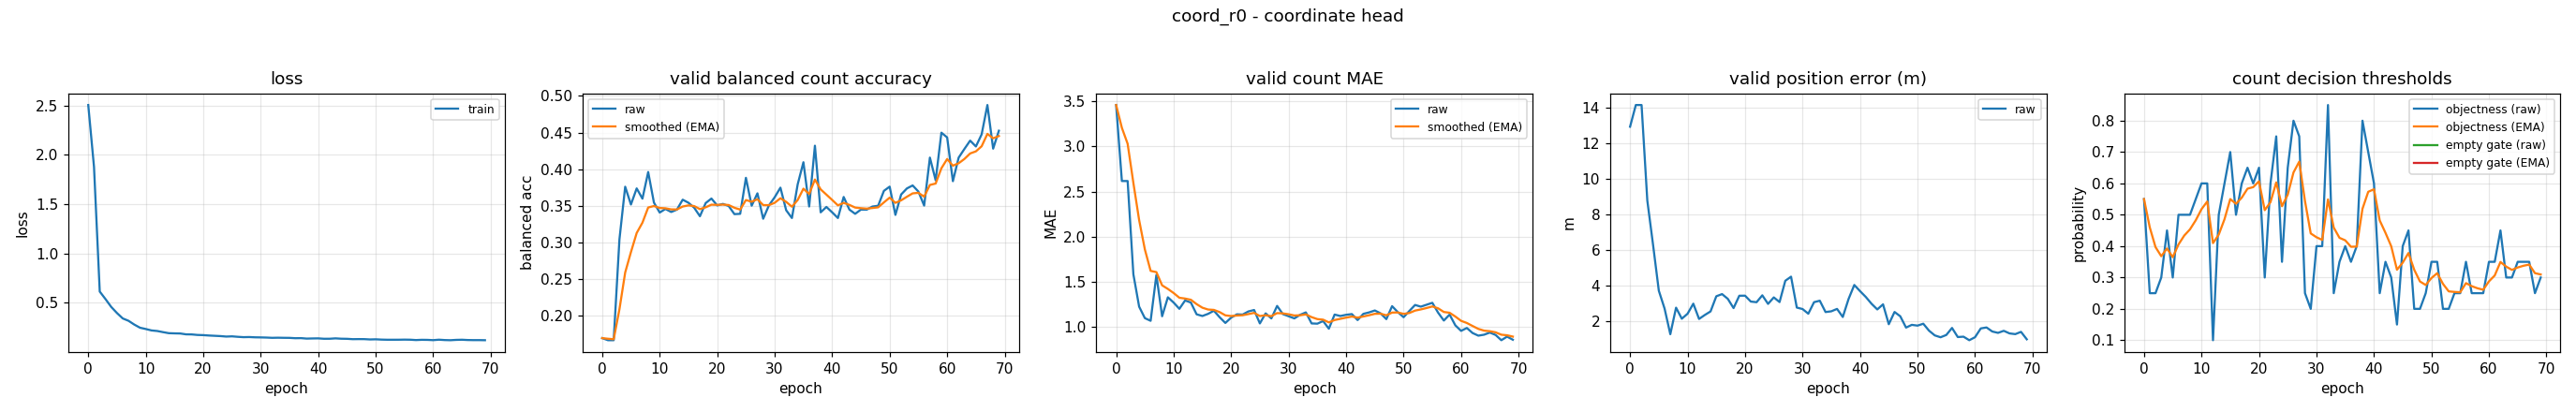 coord_r0 - coordinate head
loss
2.5
2.0
1.5
1.0
0.5
loss
0 10 20 30 40 50 60 70
epoch
train
valid balanced count accuracy
0.50
0.45
0.40
0.35
0.30
0.25
0.20
balanced acc
0 10 20 30 40 50 60 70
epoch
raw
smoothed (EMA)
valid count MAE
3.5
3.0
2.5
2.0
1.5
1.0
MAE
0 10 20 30 40 50 60 70
epoch
raw
smoothed (EMA)
valid position error (m)
14
12
10
8
6
4
2
m
0 10 20 30 40 50 60 70
epoch
raw
count decision thresholds
0.8
0.7
0.6
0.5
0.4
0.3
0.2
0.1
probability
0 10 20 30 40 50 60 70
epoch
objectness (raw)
objectness (EMA)
empty gate (raw)
empty gate (EMA)